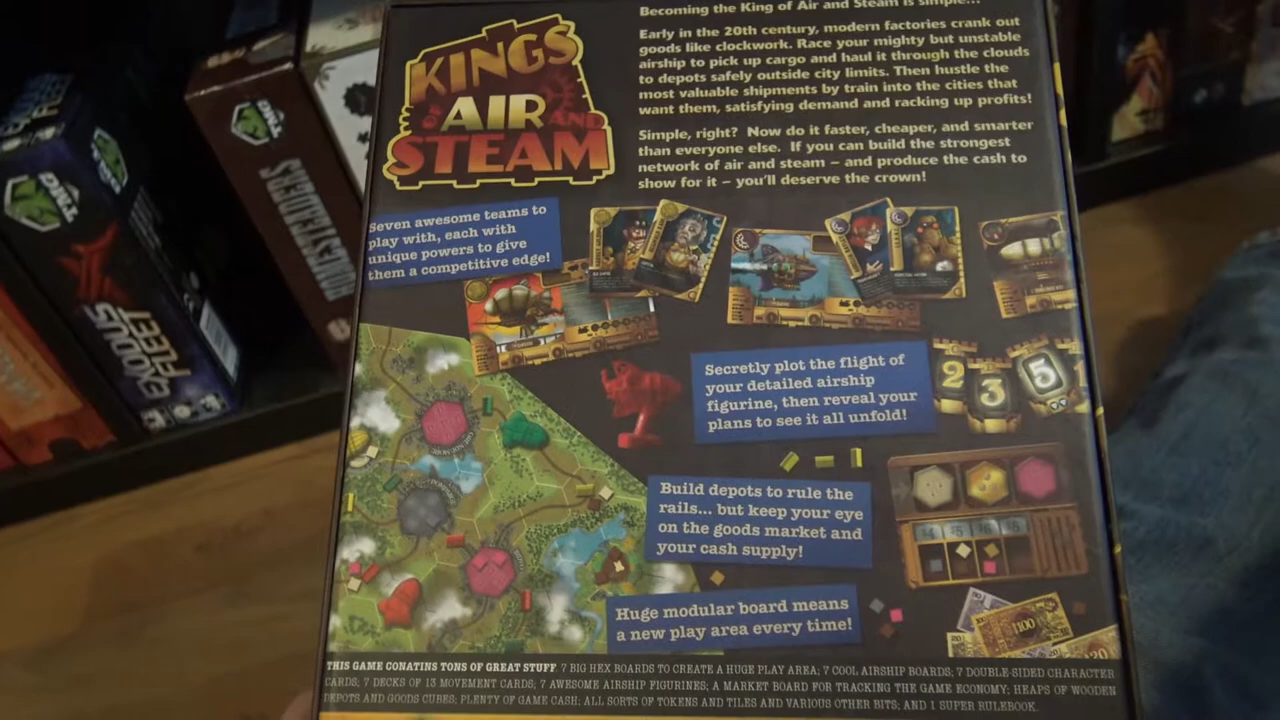 Becoming the King of Air and Steam is simple...
Early in the 20th century, modern factories crank out
goods like clockwork. Race your mighty but unstable
airship to pick up cargo and haul it through the clouds
to depots safely outside city limits. Then hustle the
most valuable shipments by train into the cities that
want them, satisfying demand and racking up profits!
Simple, right? Now do it faster, cheaper, and smarter
than everyone else. If you can build the strongest
network of air and steam – and produce the cash to
show for it – you'll deserve the crown!
KINGS
OF AIR AND
STEAM
Seven awesome teams to
play with, each with
unique powers to give
them a competitive edge!
Secretly plot the flight of
your detailed airship
figurine, then reveal your
plans to see it all unfold!
2 3 5 1
Build depots to rule the
rails... but keep your eye
on the goods market and
your cash supply!
Huge modular board means
a new play area every time!
$100
THIS GAME CONATINS TONS OF GREAT STUFF. 7 BIG HEX BOARDS TO CREATE A HUGE PLAY AREA; 7 COOL AIRSHIP BOARDS; 7 DOUBLE-SIDED CHARACTER
CARDS; 7 DECKS OF 13 MOVEMENT CARDS; 7 AWESOME AIRSHIP FIGURINES; A MARKET BOARD FOR TRACKING THE GAME ECONOMY; HEAPS OF WOODEN
DEPOTS AND GOODS CUBES; PLENTY OF GAME CASH; ALL SORTS OF TOKENS AND TILES AND VARIOUS OTHER BITS; AND 1 SUPER RULEBOOK.
TMG
EXODUS
FLEET
TMG
HOMESTEADERS